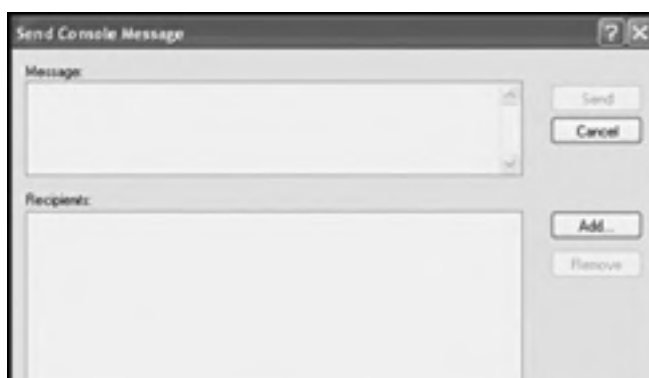 Send Console Message
Message:
Send
Cancel
Recipients:
Add...
Remove